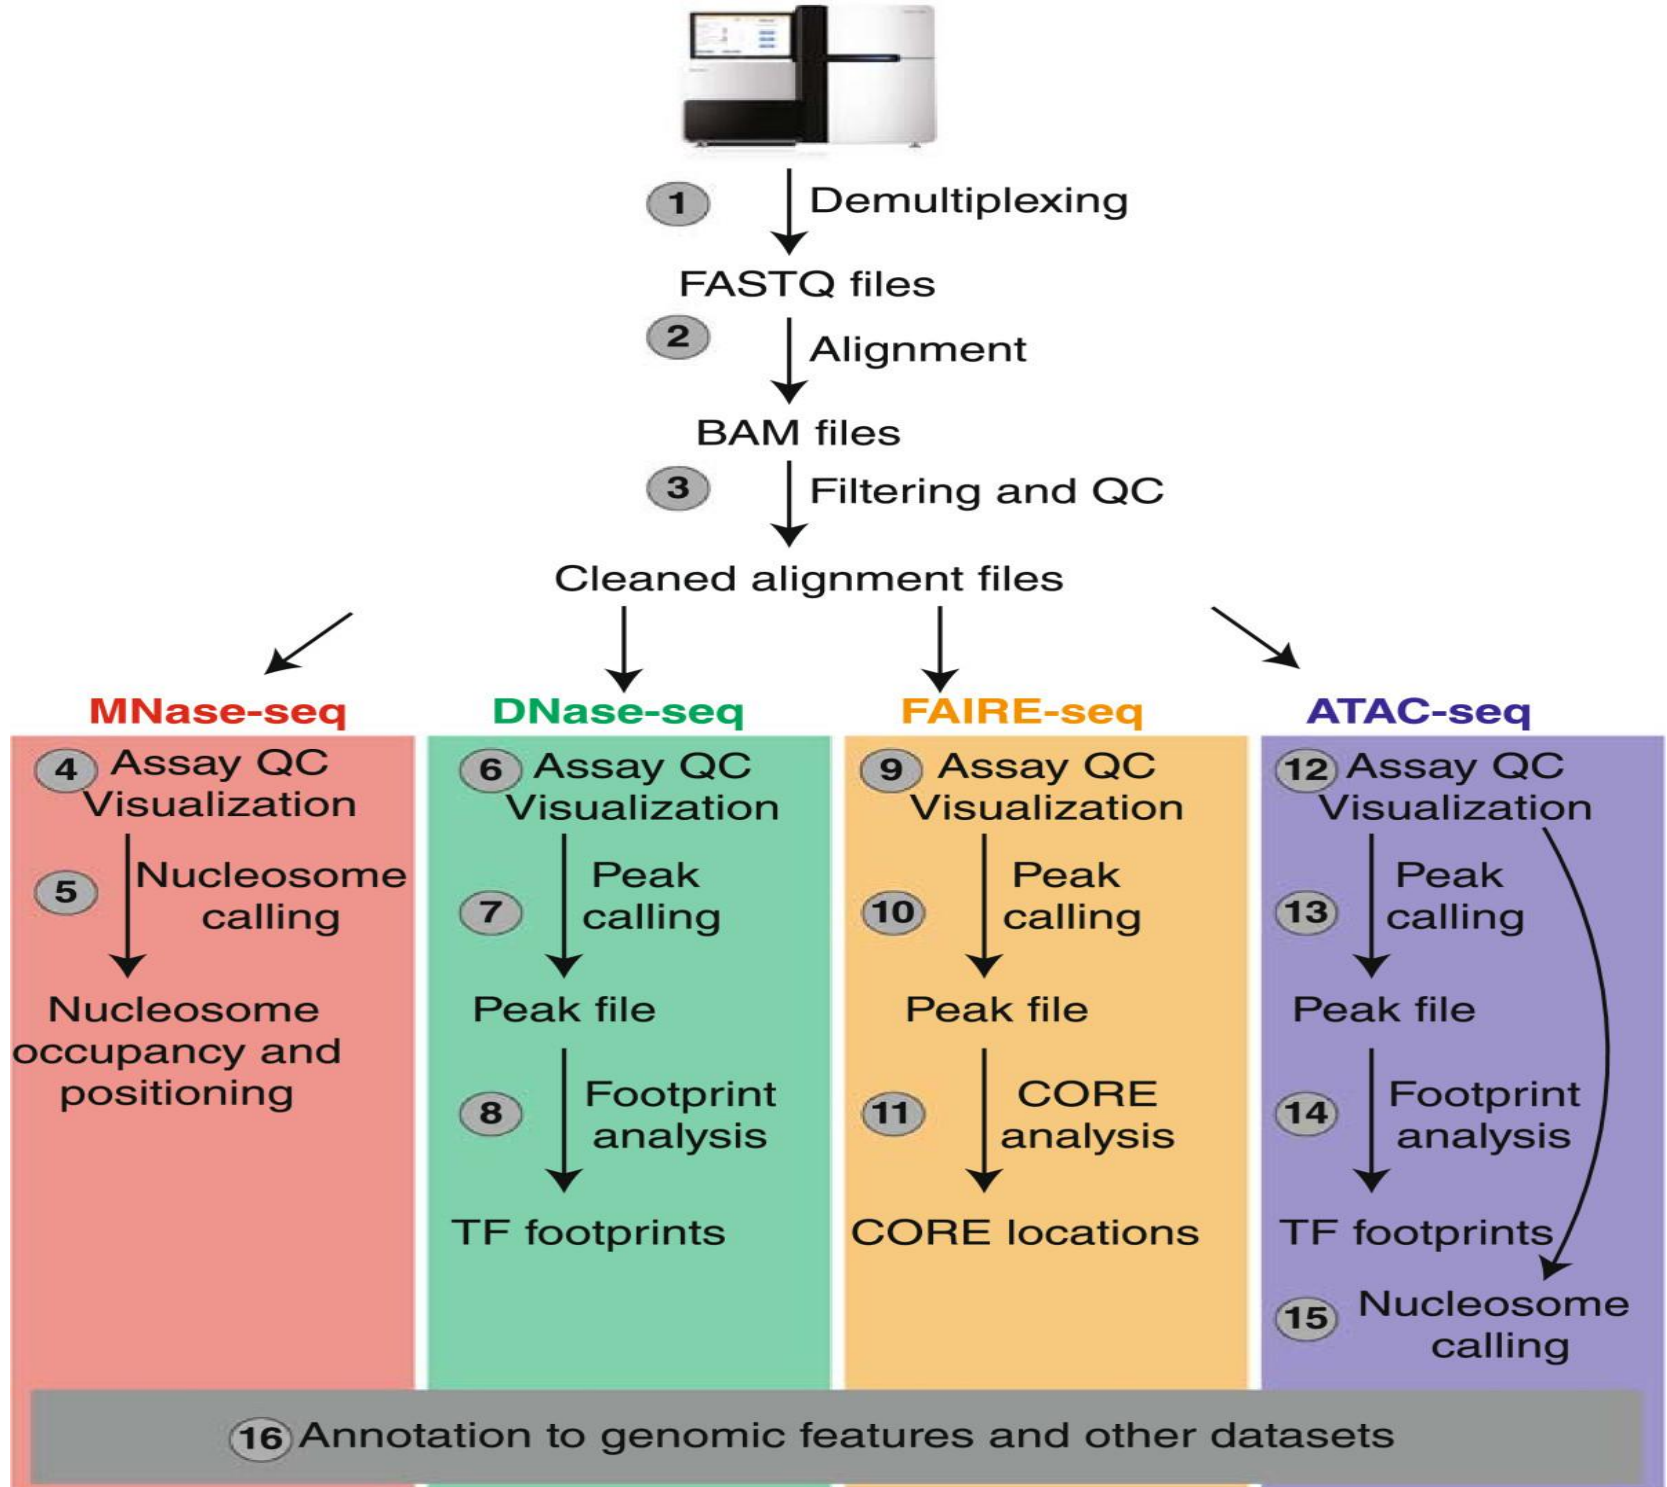 1 Demultiplexing
FASTQ files
2 Alignment
BAM files
3 Filtering and QC
Cleaned alignment files
MNase-seq
4 Assay QC
Visualization
5 Nucleosome
calling
Nucleosome
occupancy and
positioning
DNase-seq
6 Assay QC
Visualization
7 Peak
calling
Peak file
8 Footprint
analysis
TF footprints
FAIRE-seq
9 Assay QC
Visualization
10 Peak
calling
Peak file
11 CORE
analysis
CORE locations
ATAC-seq
12 Assay QC
Visualization
13 Peak
calling
Peak file
14 Footprint
analysis
TF footprints
15 Nucleosome
calling
16 Annotation to genomic features and other datasets